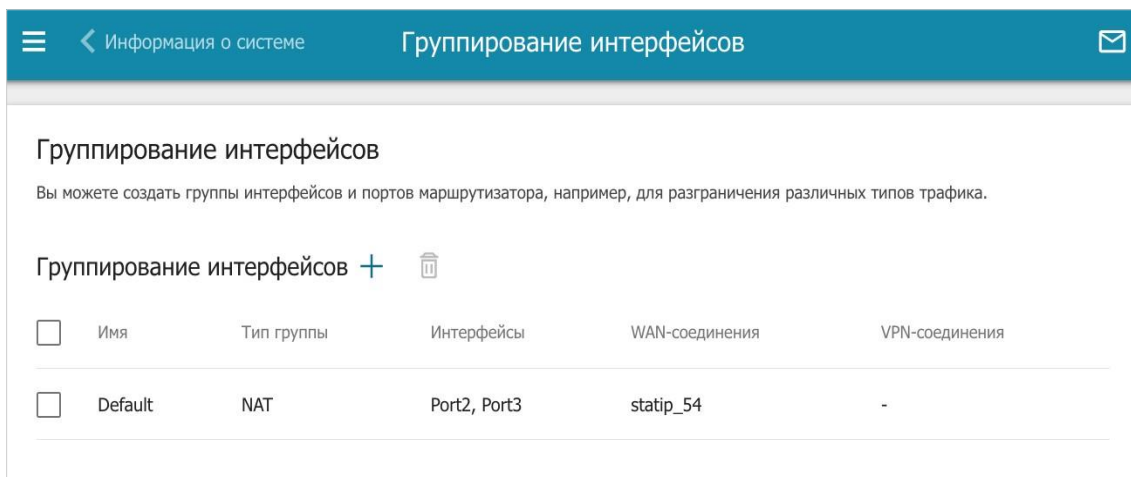 Информация о системе
Группирование интерфейсов
Группирование интерфейсов
Вы можете создать группы интерфейсов и портов маршрутизатора, например, для разграничения различных типов трафика.
Группирование интерфейсов
Имя Тип группы Интерфейсы WAN-соединения VPN-соединения
Default NAT Port2, Port3 statip_54 -